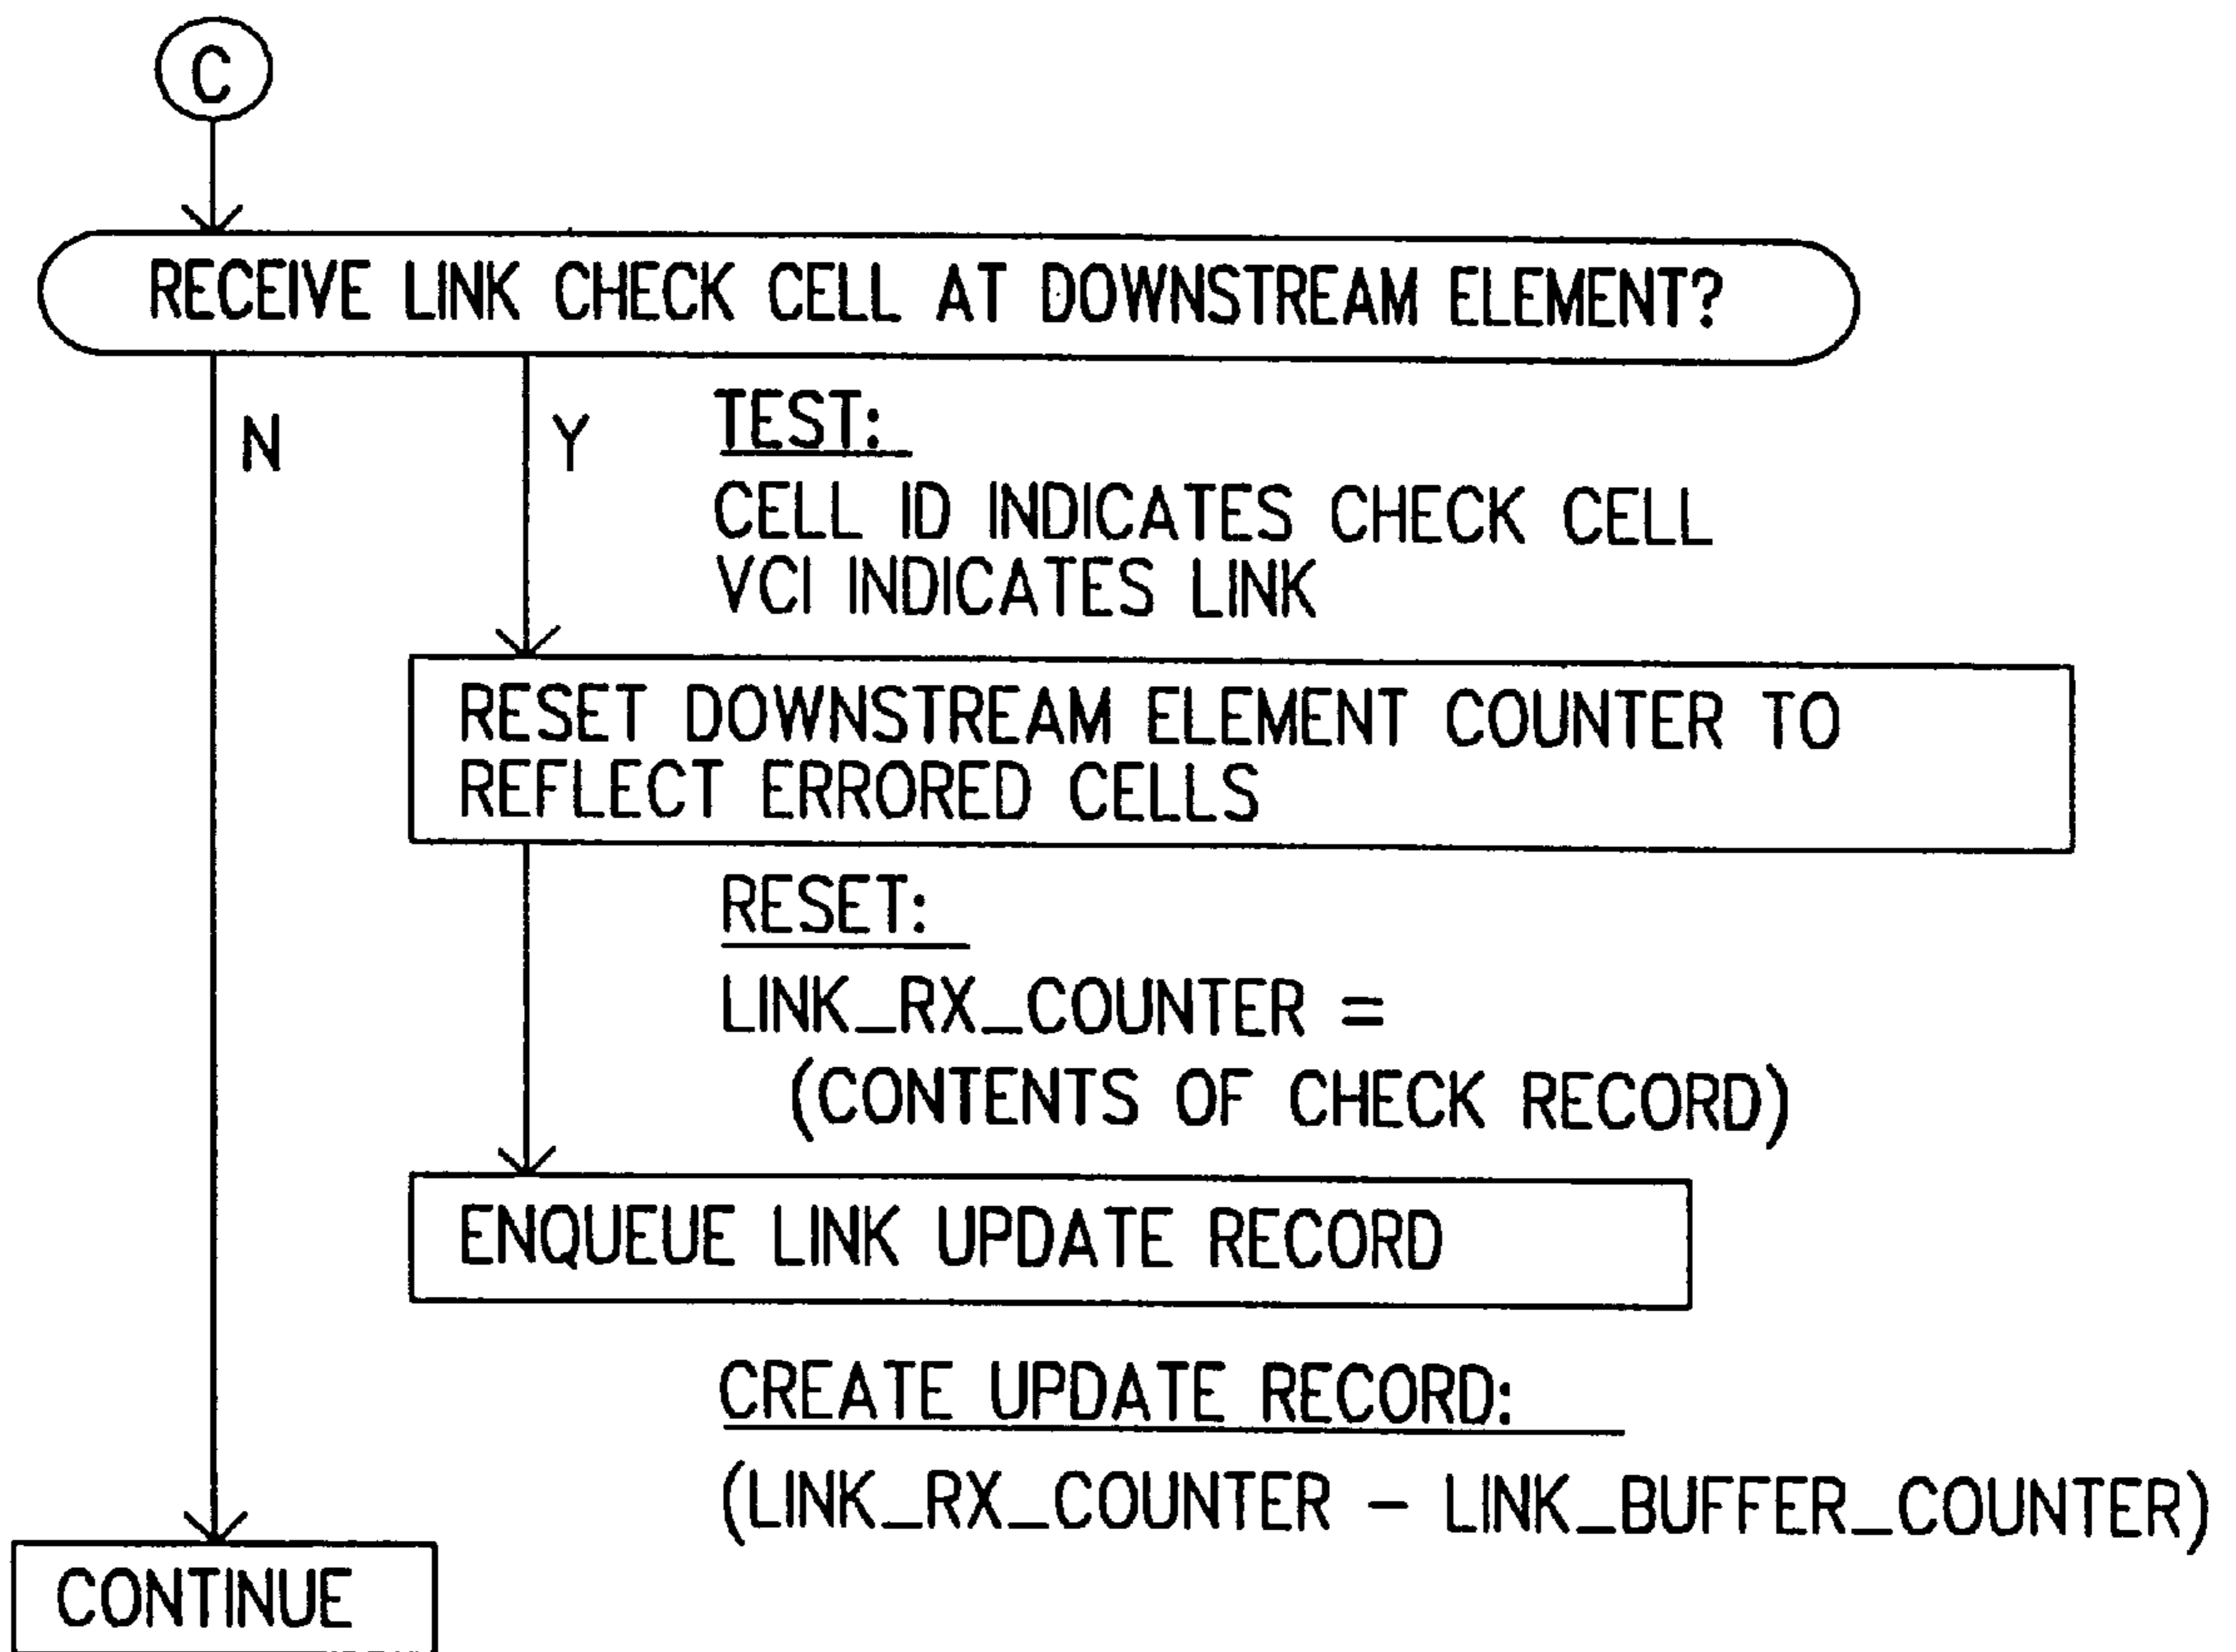 C
RECEIVE LINK CHECK CELL AT DOWNSTREAM ELEMENT?
N
Y
TEST:
CELL ID INDICATES CHECK CELL
VCI INDICATES LINK
RESET DOWNSTREAM ELEMENT COUNTER TO
REFLECT ERRORED CELLS
RESET:
LINK_RX_COUNTER =
(CONTENTS OF CHECK RECORD)
ENQUEUE LINK UPDATE RECORD
CREATE UPDATE RECORD:
(LINK_RX_COUNTER – LINK_BUFFER_COUNTER)
CONTINUE